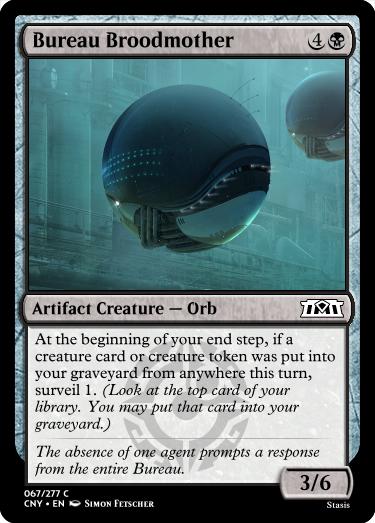 Bureau Broodmother 4
Artifact Creature — Orb
At the beginning of your end step, if a
creature card or creature token was put into
your graveyard from anywhere this turn,
surveil 1. (Look at the top card of your
library. You may put that card into your
graveyard.)
The absence of one agent prompts a response
from the entire Bureau.
3/6
067/277 C
CNY • EN SIMON FETSCHER
Stasis